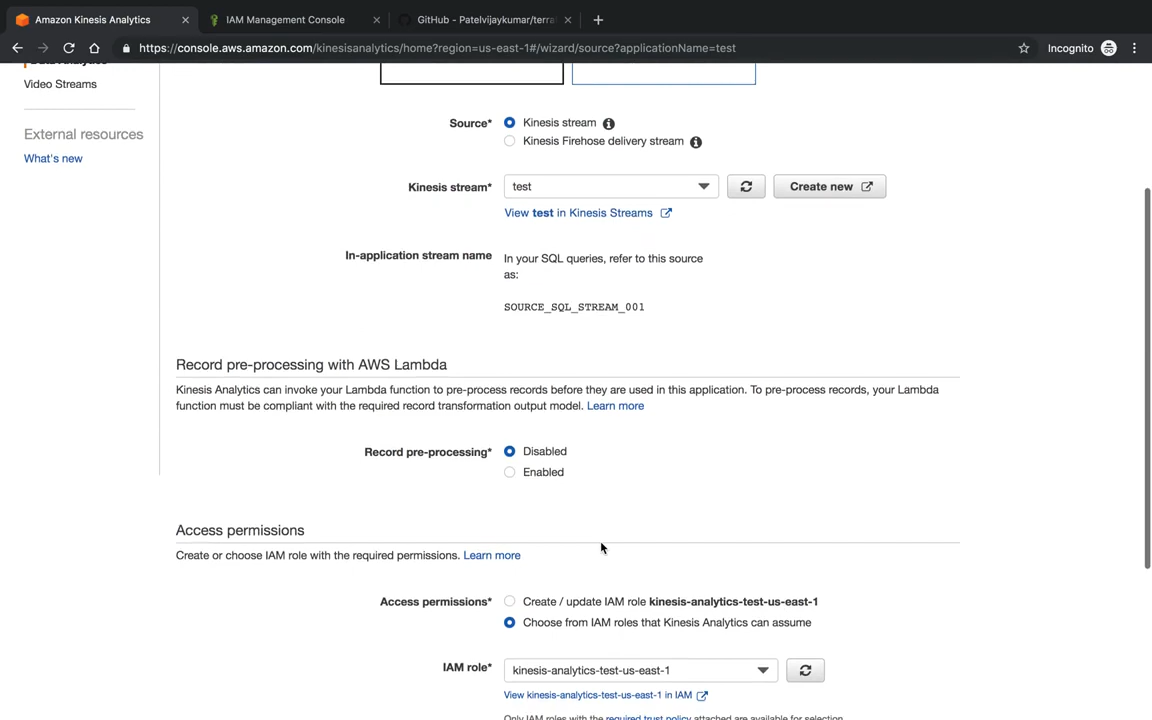 Amazon Kinesis Analytics
IAM Management Console
GitHub - Patelvijaykumar/terra
https://console.aws.amazon.com/kinesisanalytics/home?region=us-east-1#/wizard/source?applicationName=test
Incognito
Data Analytics
Video Streams
External resources
What's new
Source*
Kinesis stream
Kinesis Firehose delivery stream
Kinesis stream*
test
Create new
View test in Kinesis Streams
In-application stream name
In your SQL queries, refer to this source
as:
SOURCE_SQL_STREAM_001
Record pre-processing with AWS Lambda
Kinesis Analytics can invoke your Lambda function to pre-process records before they are used in this application. To pre-process records, your Lambda
function must be compliant with the required record transformation output model. Learn more
Record pre-processing*
Disabled
Enabled
Access permissions
Create or choose IAM role with the required permissions. Learn more
Access permissions*
Create / update IAM role kinesis-analytics-test-us-east-1
Choose from IAM roles that Kinesis Analytics can assume
IAM role*
kinesis-analytics-test-us-east-1
View kinesis-analytics-test-us-east-1 in IAM
Only IAM roles with the required trust policy attached are available for selection